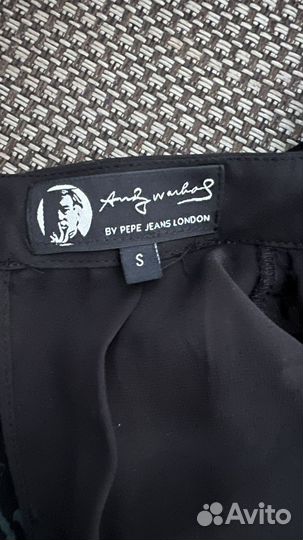 Andy Warhol
BY PEPE JEANS LONDON
S
Avito